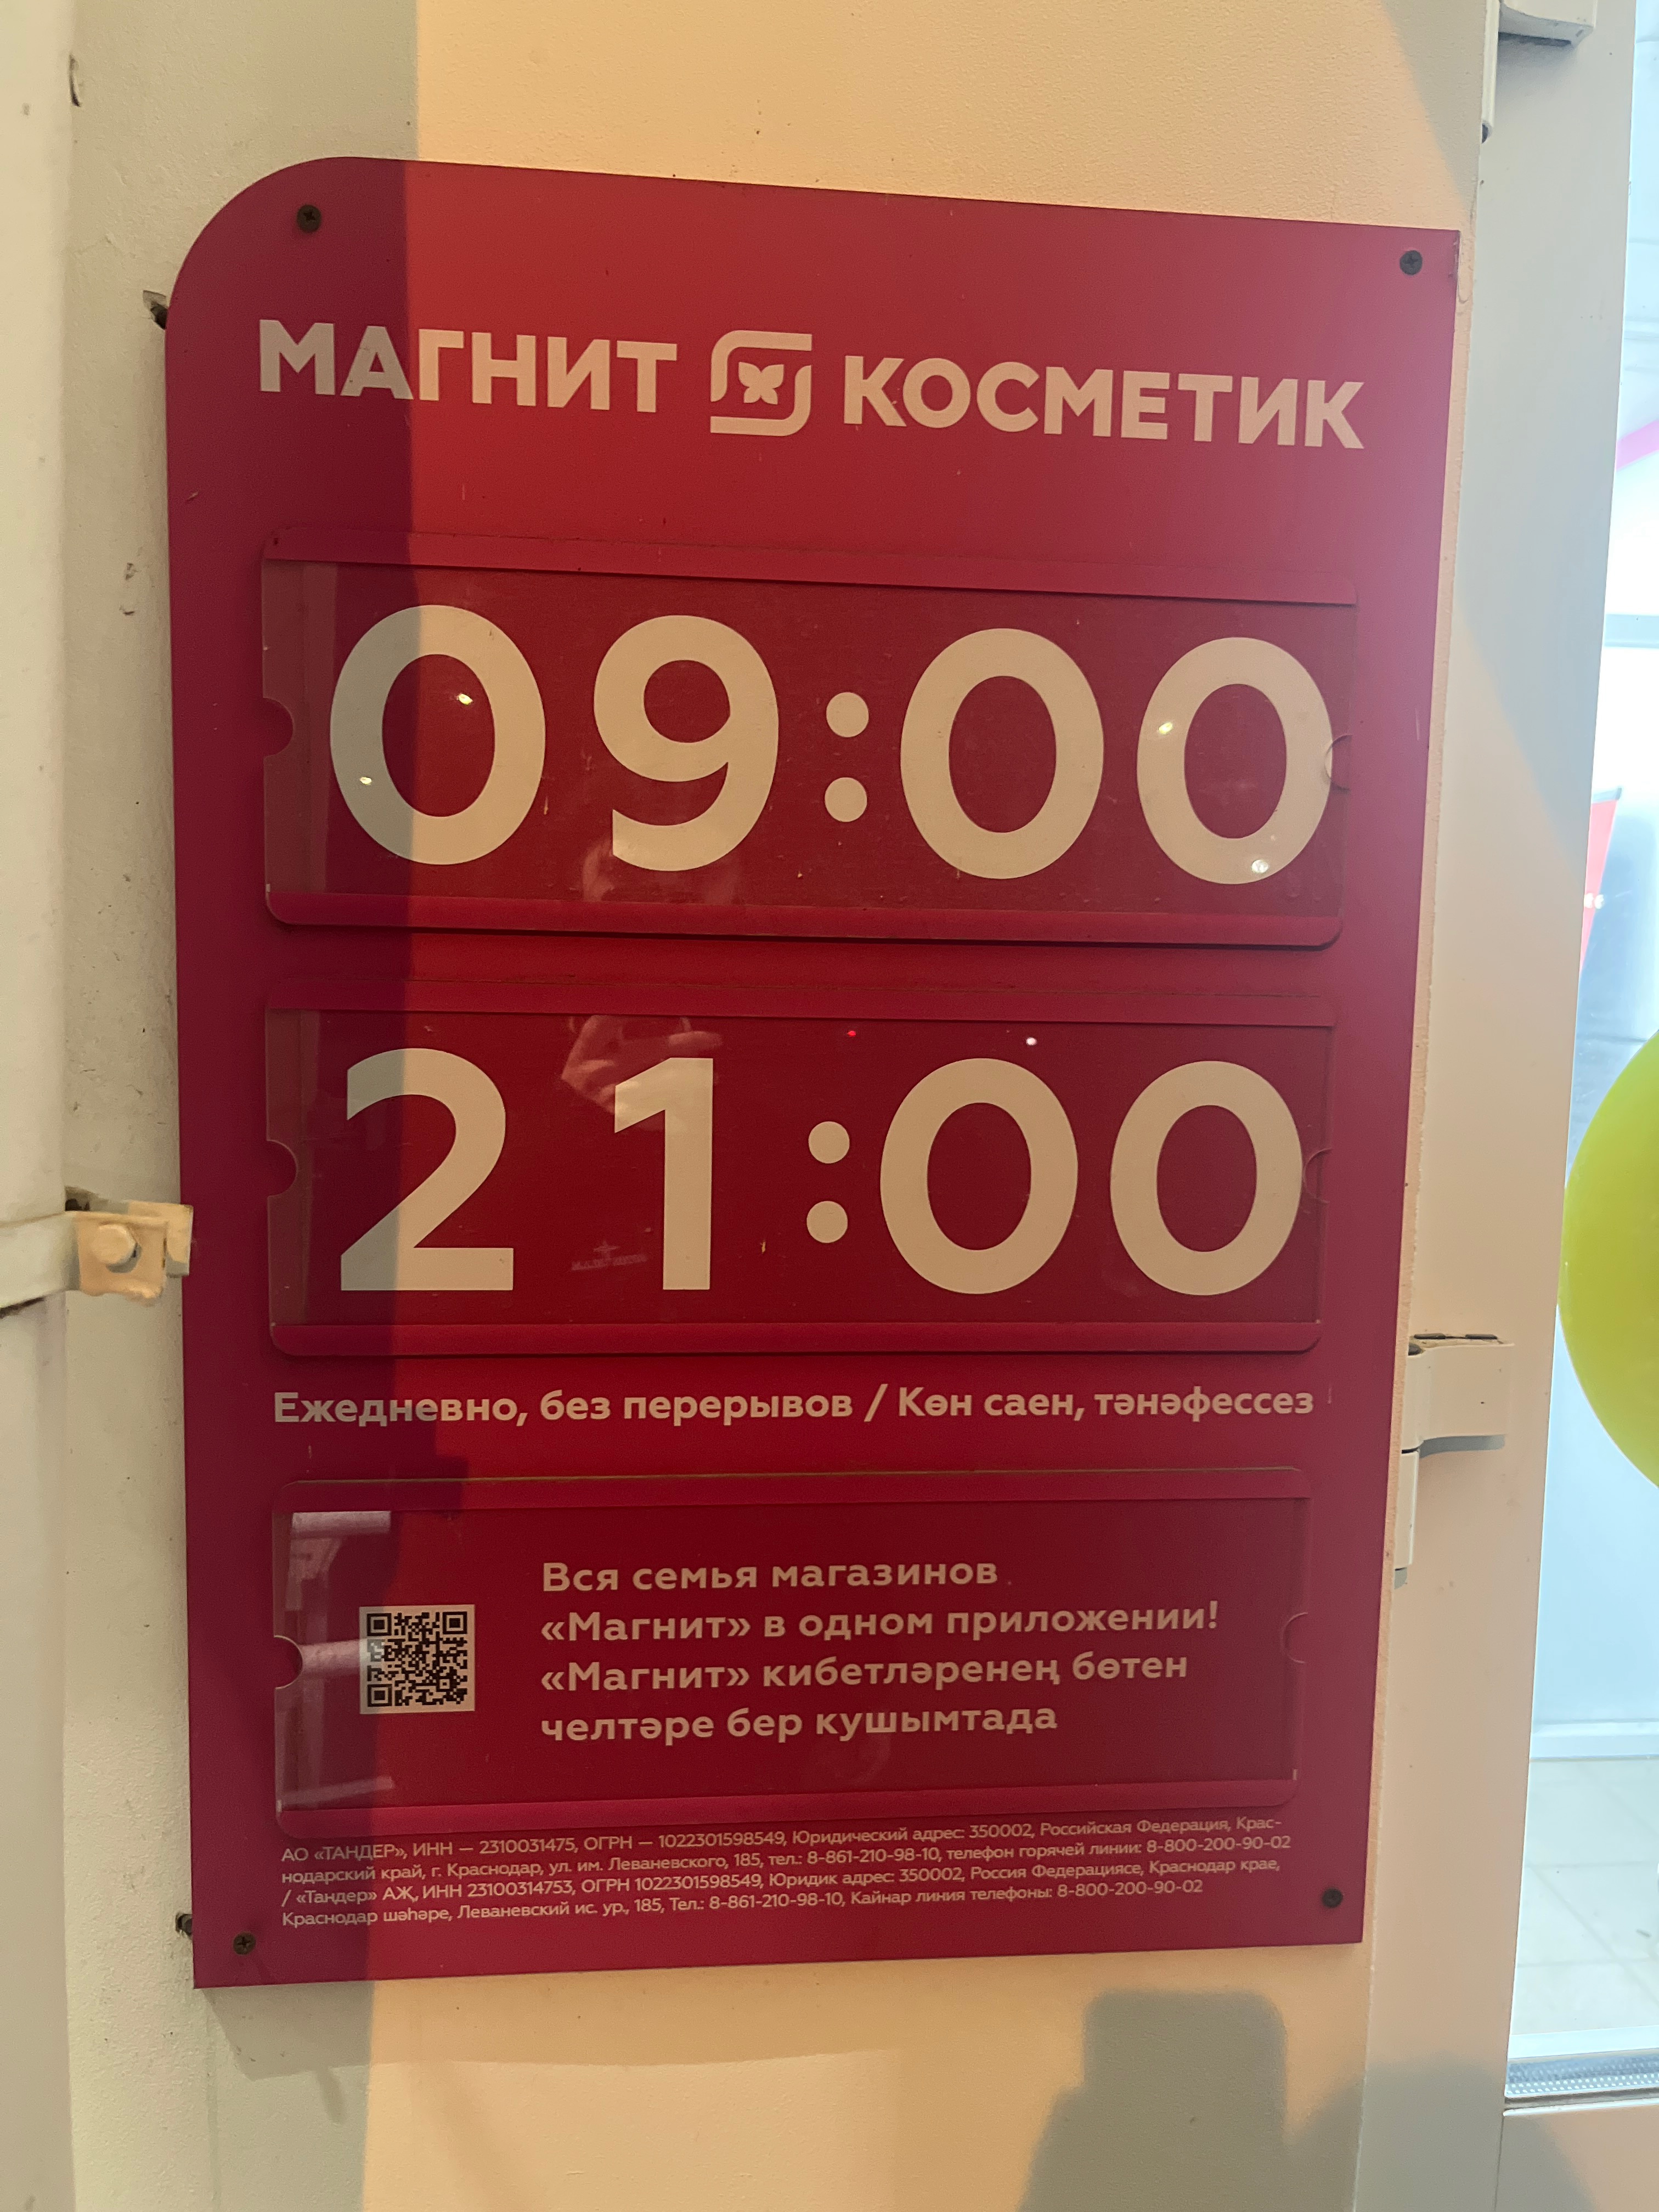 МАГНИТ КОСМЕТИК
09:00
21:00
Ежедневно, без перерывов / Көн саен, тәнәфессез
Вся семья магазинов
«Магнит» в одном приложении!
«Магнит» кибетләренең бөтен
челтәре бер кушымтада
АО «ТАНДЕР», ИНН — 2310031475, ОГРН — 1022301598549, Юридический адрес: 350002, Российская Федерация, Крас-
нодарский край, г. Краснодар, ул. им. Леваневского, 185, тел.: 8-861-210-98-10, телефон горячей линии: 8-800-200-90-02
/ «Тандер» АҖ, ИНН 23100314753, ОГРН 1022301598549, Юридик адрес: 350002, Россия Федерациясе, Краснодар крае,
Краснодар шәһәре, Леваневский ис. ур., 185, Тел.: 8-861-210-98-10, Кайнар линия телефоны: 8-800-200-90-02